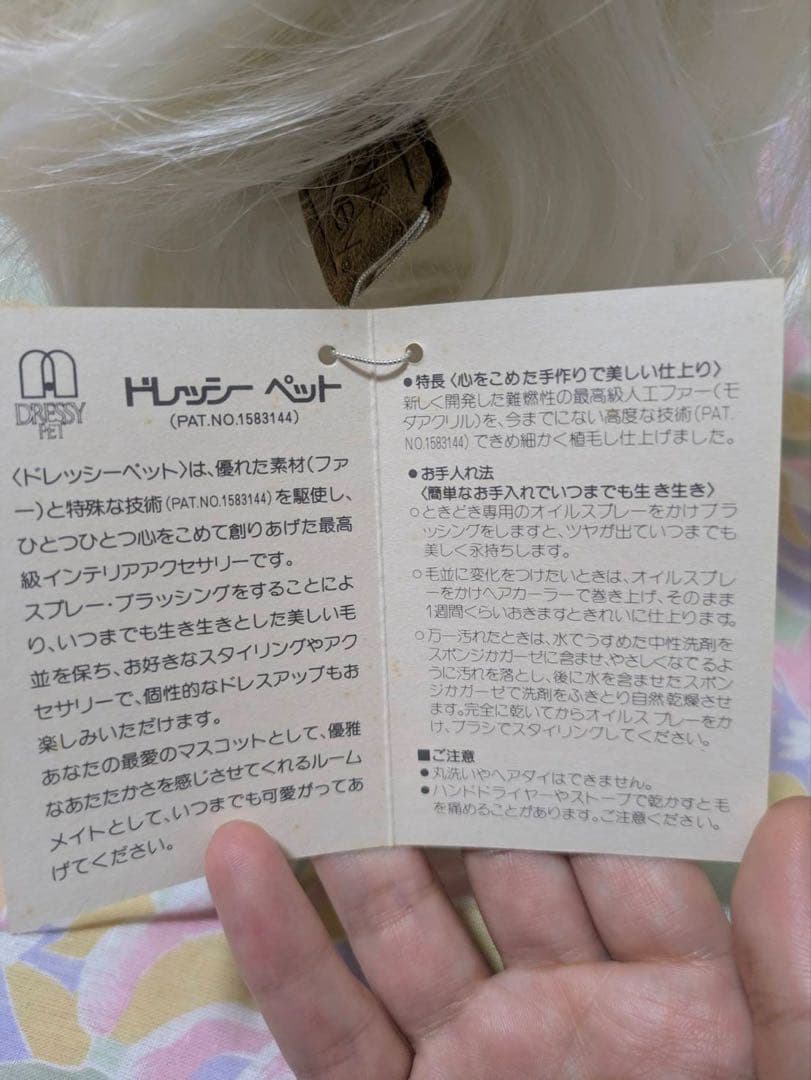 DRESSY
PET
ドレッシー ペット
(PAT.NO.1583144)
〈ドレッシーペット〉は、優れた素材(ファ
ー)と特殊な技術(PAT.NO.1583144)を駆使し、
ひとつひとつ心をこめて創りあげた最高
級インテリアアクセサリーです。
スプレー・ブラッシングをすることによ
り、いつまでも生き生きとした美しい毛
並を保ち、お好きなスタイリングやアク
セサリーで、個性的なドレスアップもお
楽しみいただけます。
あなたの最愛のマスコットとして、優雅
なあたたかさを感じさせてくれるルーム
メイトとして、いつまでも可愛がってあ
げてください。
●特長〈心をこめた手作りで美しい仕上り〉
新しく開発した難燃性の最高級人工ファー(モ
ダアクリル)を、今までにない高度な技術(PAT.
NO.1583144)できめ細かく植毛し仕上げました。
●お手入れ法
〈簡単なお手入れでいつまでも生き生き〉
○ときどき専用のオイルスプレーをかけブラ
ッシングをしますと、ツヤが出ていつまでも
美しく永持ちします。
○毛並に変化をつけたいときは、オイルスプレ
ーをかけヘアカーラーで巻き上げ、そのまま
1週間くらいおきますときれいに仕上ります。
○万一汚れたときは、水でうすめた中性洗剤を
スポンジかガーゼに含ませ、やさしくなでるよ
うに汚れを落とし、後に水を含ませたスポン
ジかガーゼで洗剤をふきとり自然乾燥させ
ます。完全に乾いてからオイルスプレーをか
け、ブラシでスタイリングしてください。
■ご注意
●丸洗いやヘアダイはできません。
●ハンドドライヤーやストーブで乾かすと毛
を痛めることがあります。ご注意ください。